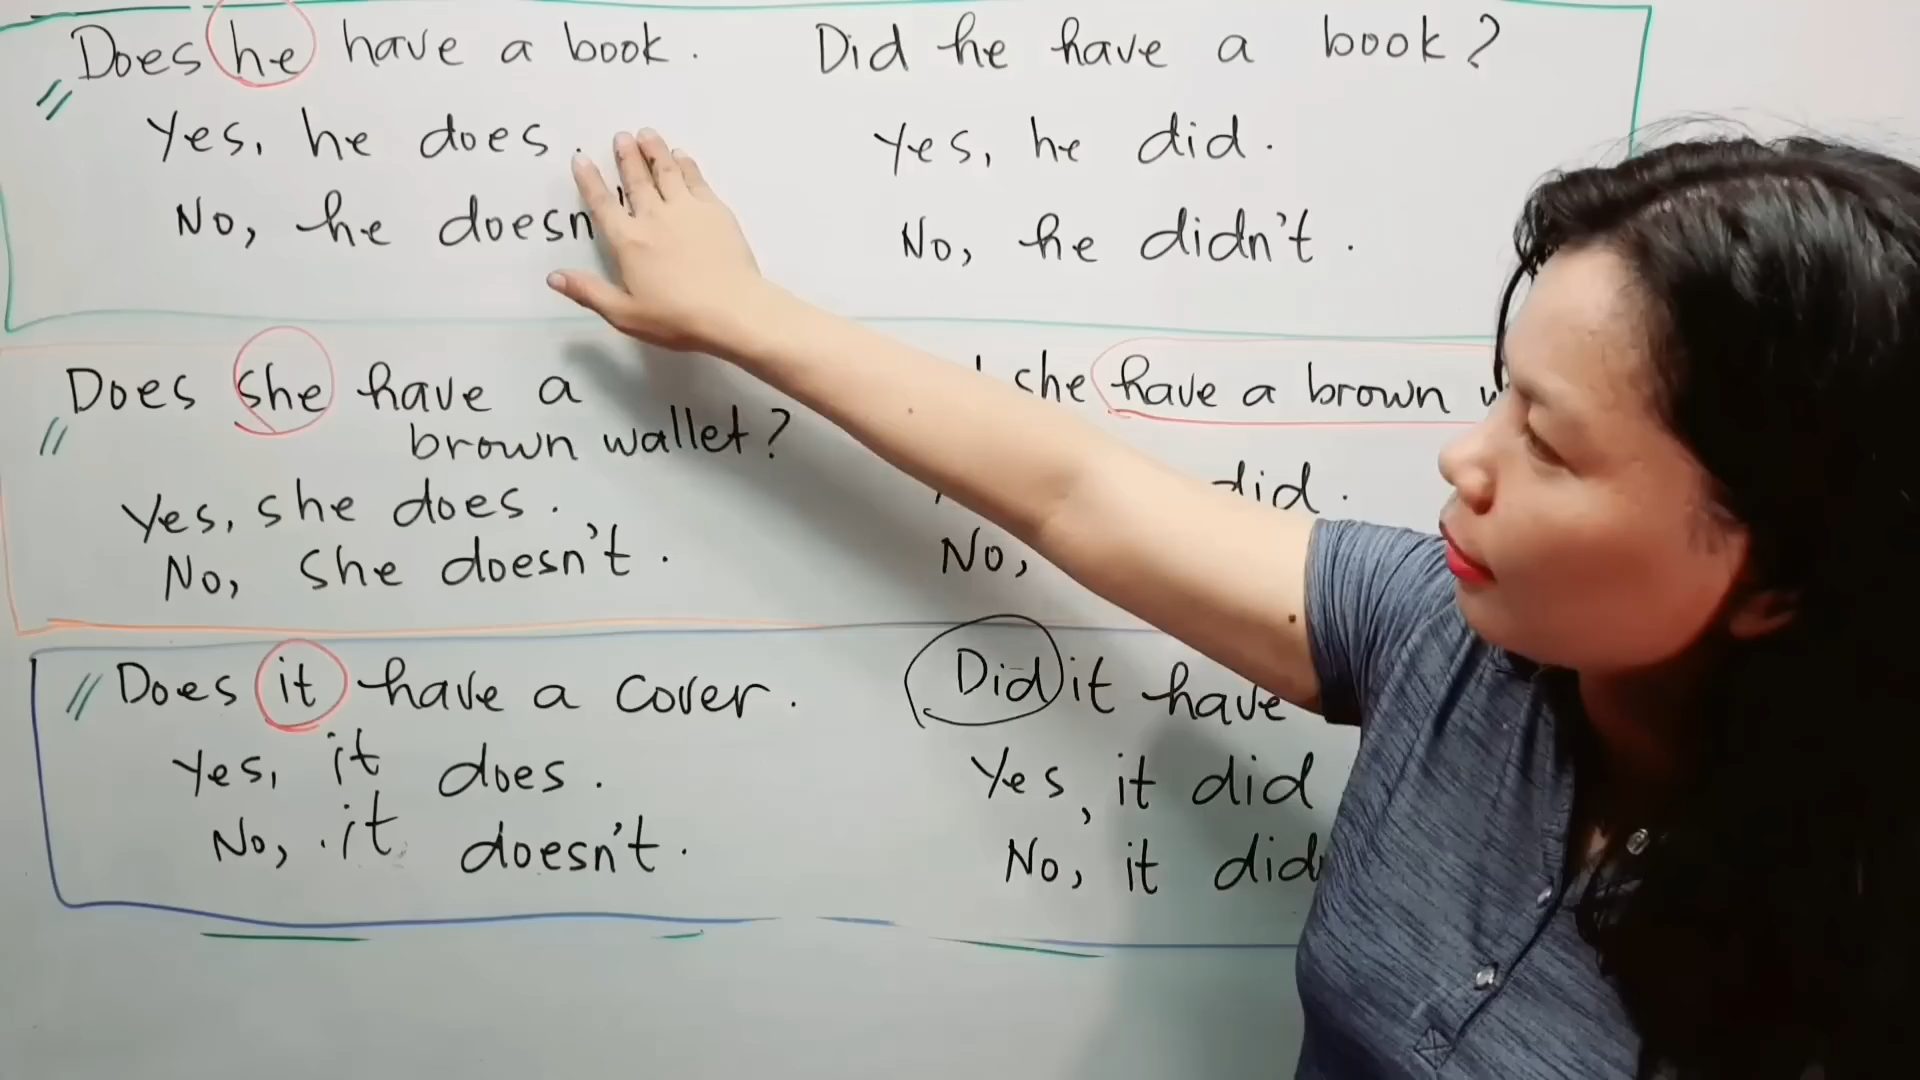 Does he have a book.
Yes, he does.
No, he doesn'
Does she have a
brown wallet?
Yes, she does.
No, she doesn't.
Does it have a cover.
Yes, it does.
No, it doesn't.
Did he have a book?
Yes, he did.
No, he didn't.
she have a brown
did.
No,
Did it have
Yes, it did
No, it did